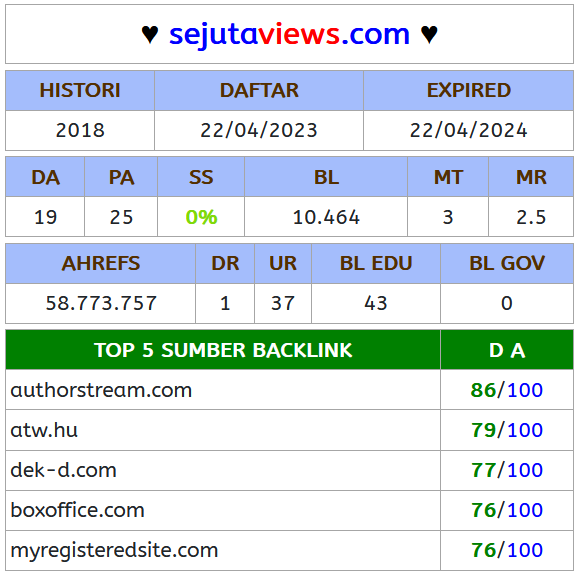 ♥ sejutaviews.com ♥
HISTORI DAFTAR EXPIRED
2018 22/04/2023 22/04/2024
DA PA SS BL MT MR
19 25 0% 10.464 3 2.5
AHREFS DR UR BL EDU BL GOV
58.773.757 1 37 43 0
TOP 5 SUMBER BACKLINK D A
authorstream.com 86/100
atw.hu 79/100
dek-d.com 77/100
boxoffice.com 76/100
myregisteredsite.com 76/100